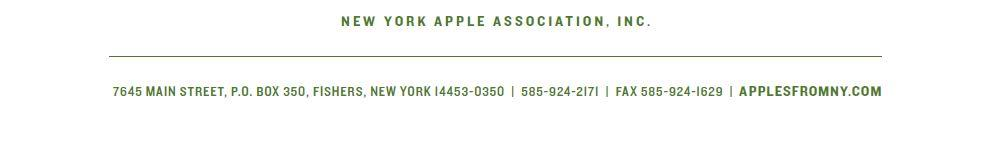 NEW YORK APPLE ASSOCIATION, INC.
7645 MAIN STREET, P.O. BOX 350, FISHERS, NEW YORK 14453-0350 | 585-924-2171 | FAX 585-924-1629 | APPLESFROMNY.COM